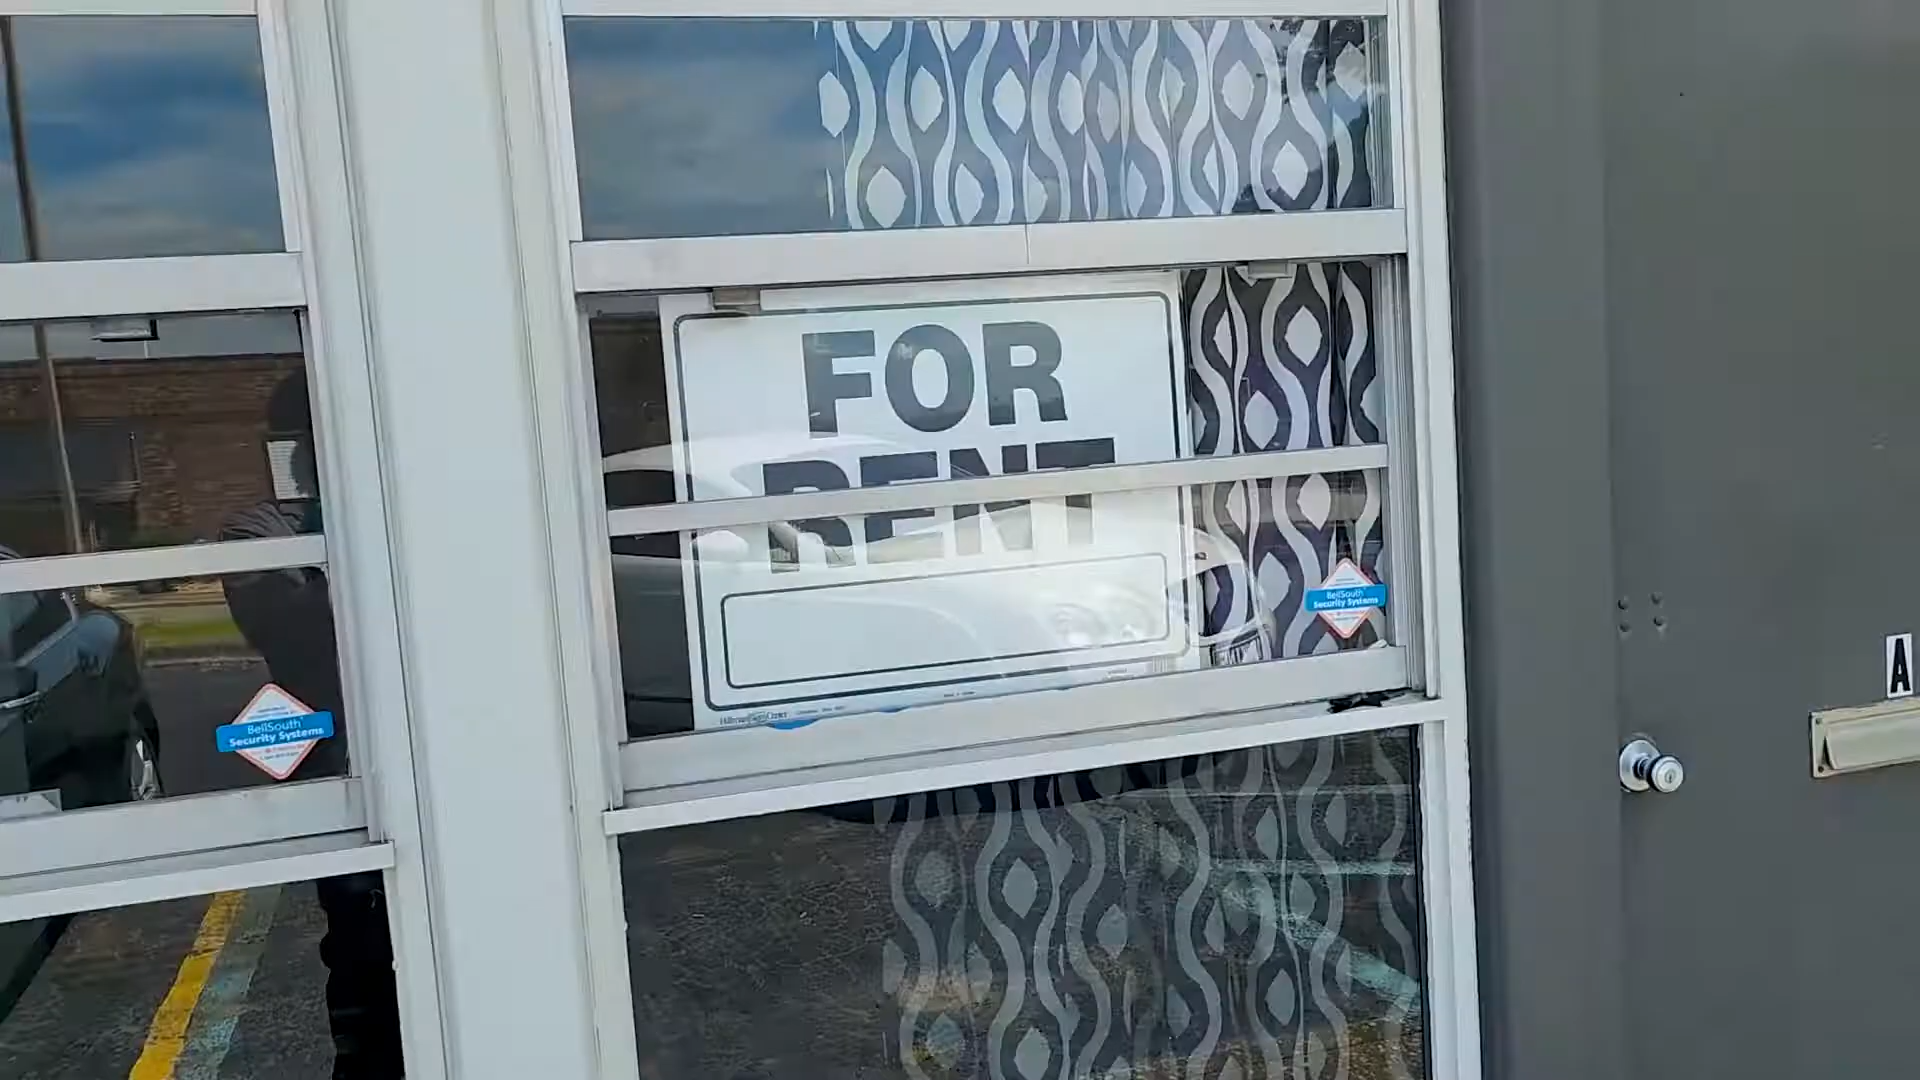 FOR
RENT
BellSouth
Security Systems
A
BellSouth
Security Systems